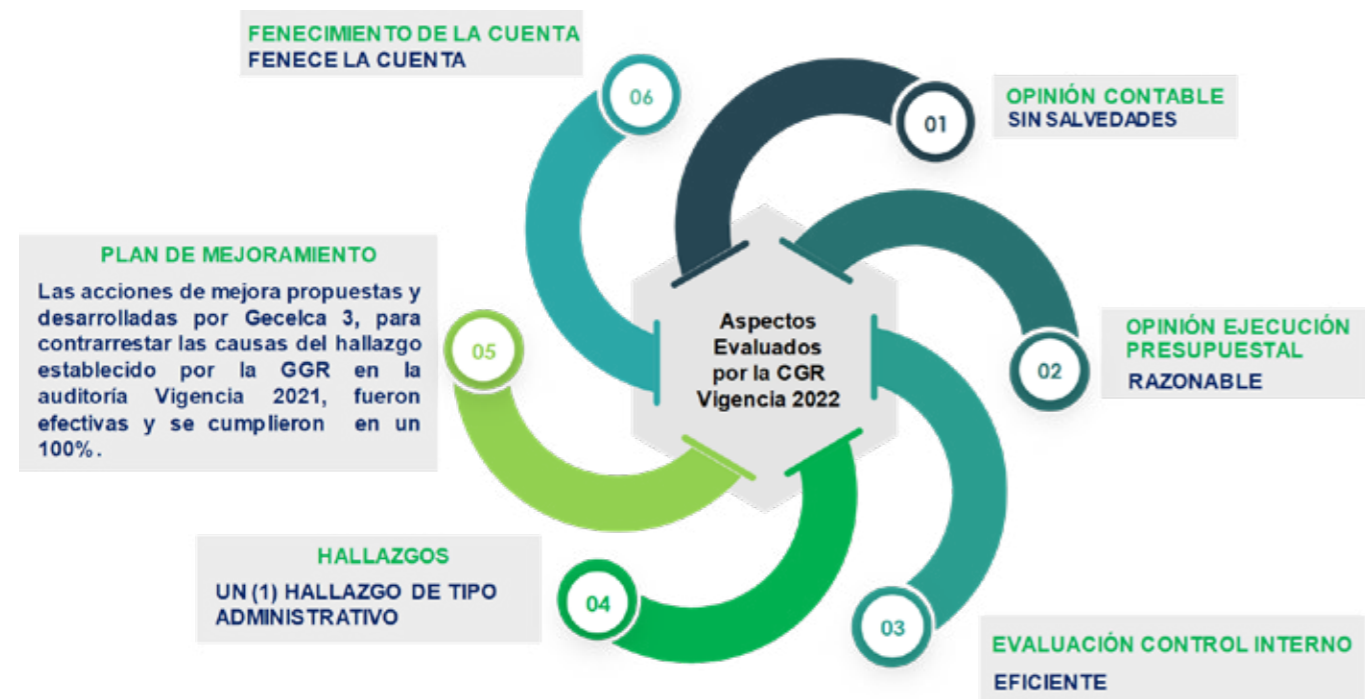 Aspectos
Evaluados
por la CGR
Vigencia 2022
01
OPINIÓN CONTABLE
SIN SALVEDADES
02
OPINIÓN EJECUCIÓN
PRESUPUESTAL
RAZONABLE
03
EVALUACIÓN CONTROL INTERNO
EFICIENTE
04
HALLAZGOS
UN (1) HALLAZGO DE TIPO
ADMINISTRATIVO
05
PLAN DE MEJORAMIENTO
Las acciones de mejora propuestas y
desarrolladas por Gecelca 3, para
contrarrestar las causas del hallazgo
establecido por la GGR en la
auditoría Vigencia 2021, fueron
efectivas y se cumplieron en un
100%.
06
FENECIMIENTO DE LA CUENTA
FENECE LA CUENTA